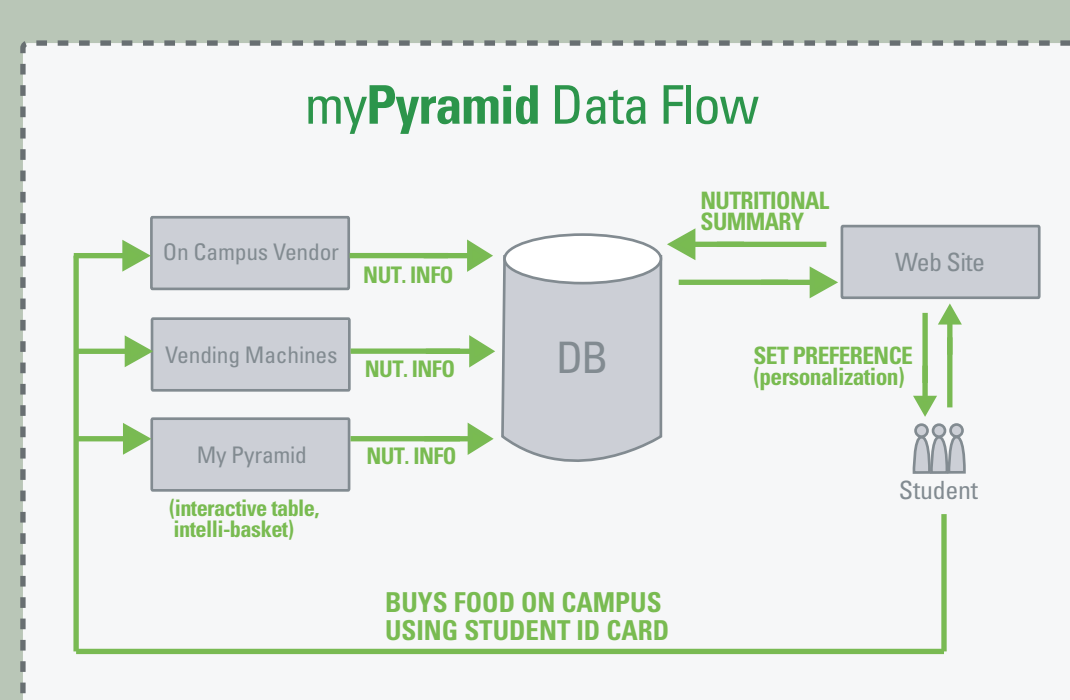 myPyramid Data Flow
NUTRITIONAL
SUMMARY
On Campus Vendor
NUT. INFO
Web Site
Vending Machines
NUT. INFO
DB
SET PREFERENCE
(personalization)
My Pyramid
NUT. INFO
(interactive table,
intelli-basket)
Student
BUYS FOOD ON CAMPUS
USING STUDENT ID CARD